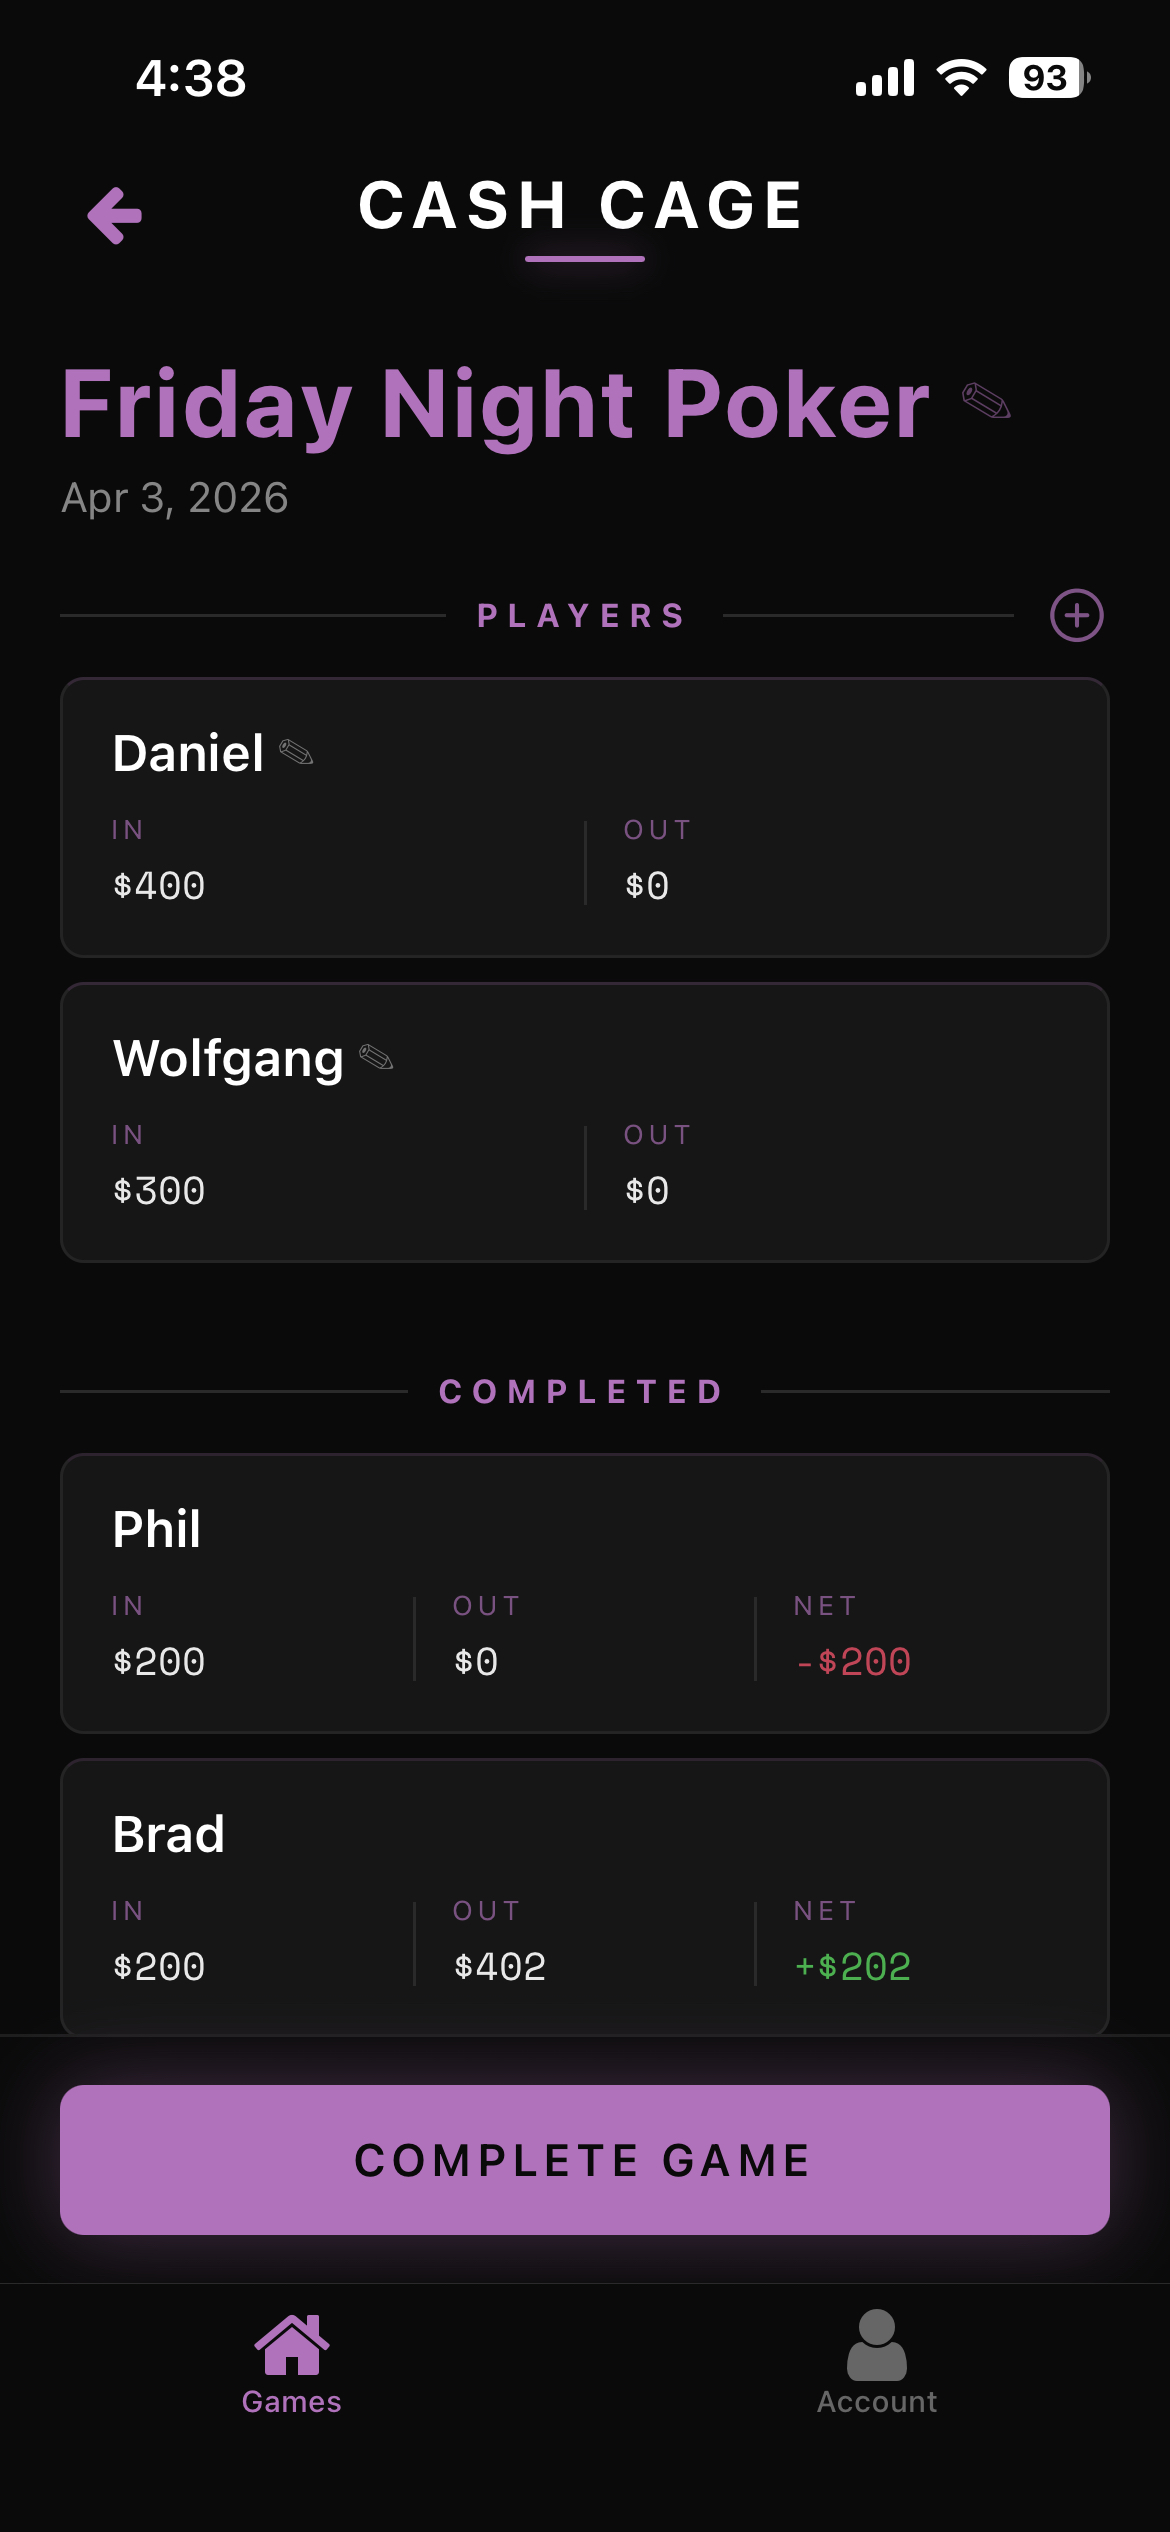 4:38
93
CASH CAGE
Friday Night Poker
Apr 3, 2026
PLAYERS
Daniel
IN OUT
$400 $0
Wolfgang
IN OUT
$300 $0
COMPLETED
Phil
IN OUT NET
$200 $0 -$200
Brad
IN OUT NET
$200 $402 +$202
COMPLETE GAME
Games Account